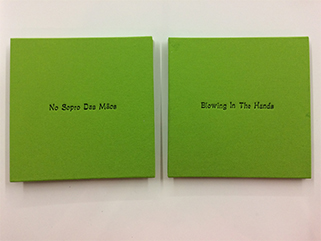 No Sopro Das Mãos
Blowing In The Hands